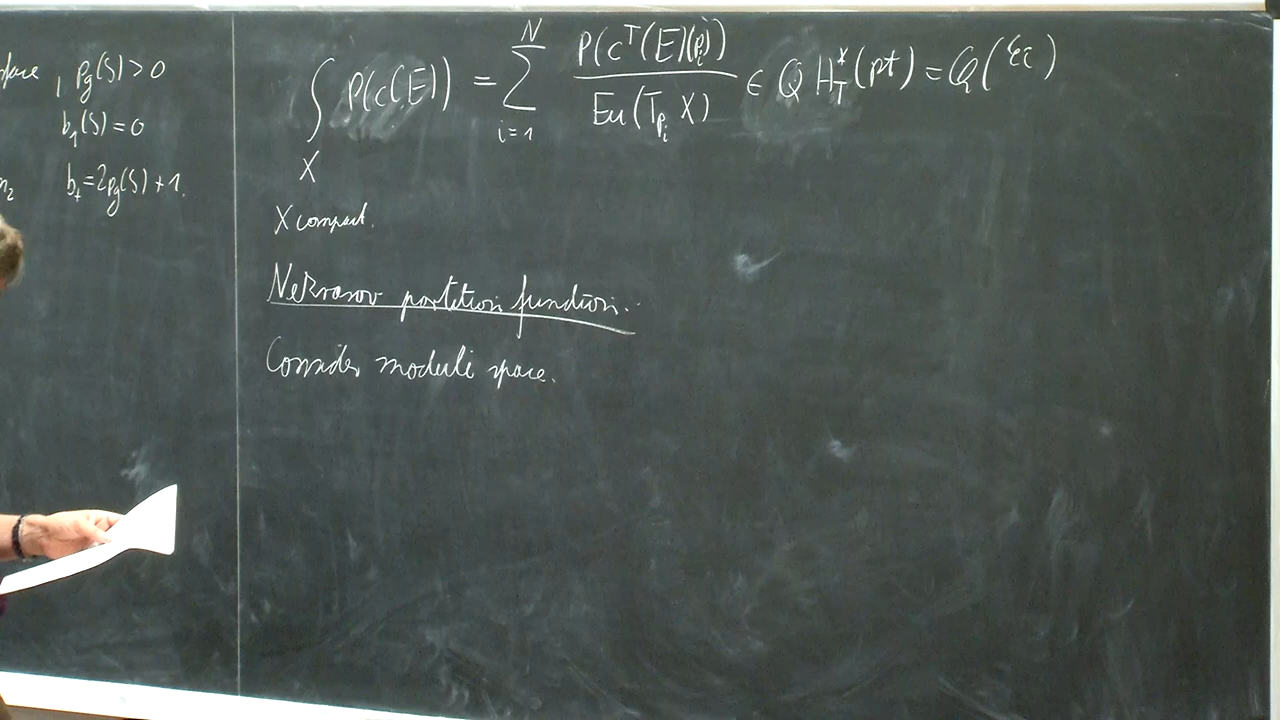 p_g(S) > 0
b_1(S) = 0
n_2 b_+ = 2p_g(S) + 1.
∫_X P(c(E)) = ∑_{i=1}^{N} P(c^T(E)(p_i)) / Eu(T_{p_i} X) ∈ Q H_T^*(pt) = Q(ε_i)
X compact.
Nekrasov partition function.
Consider moduli space.